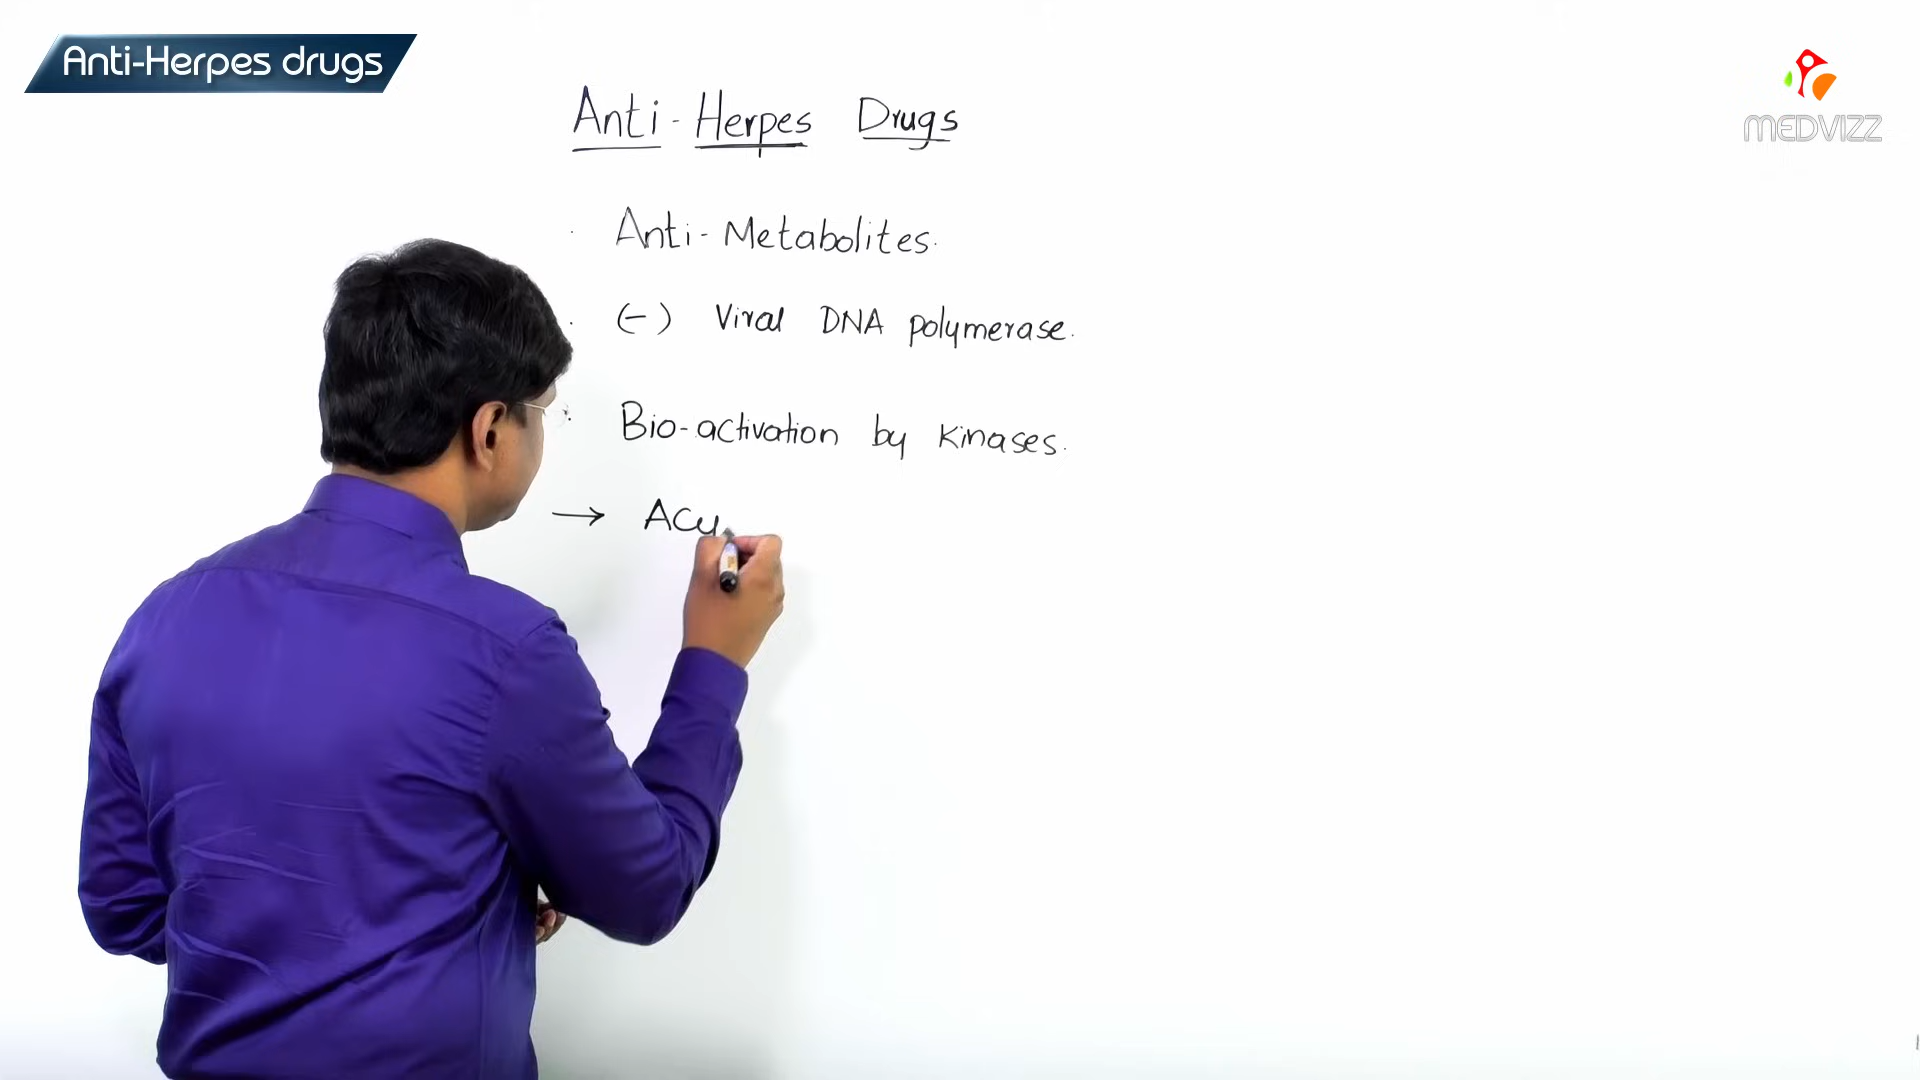 Anti-Herpes drugs
MEDVIZZ
Anti-Herpes Drugs
Anti-Metabolites.
(-) Viral DNA polymerase.
Bio-activation by kinases.
→ Acy